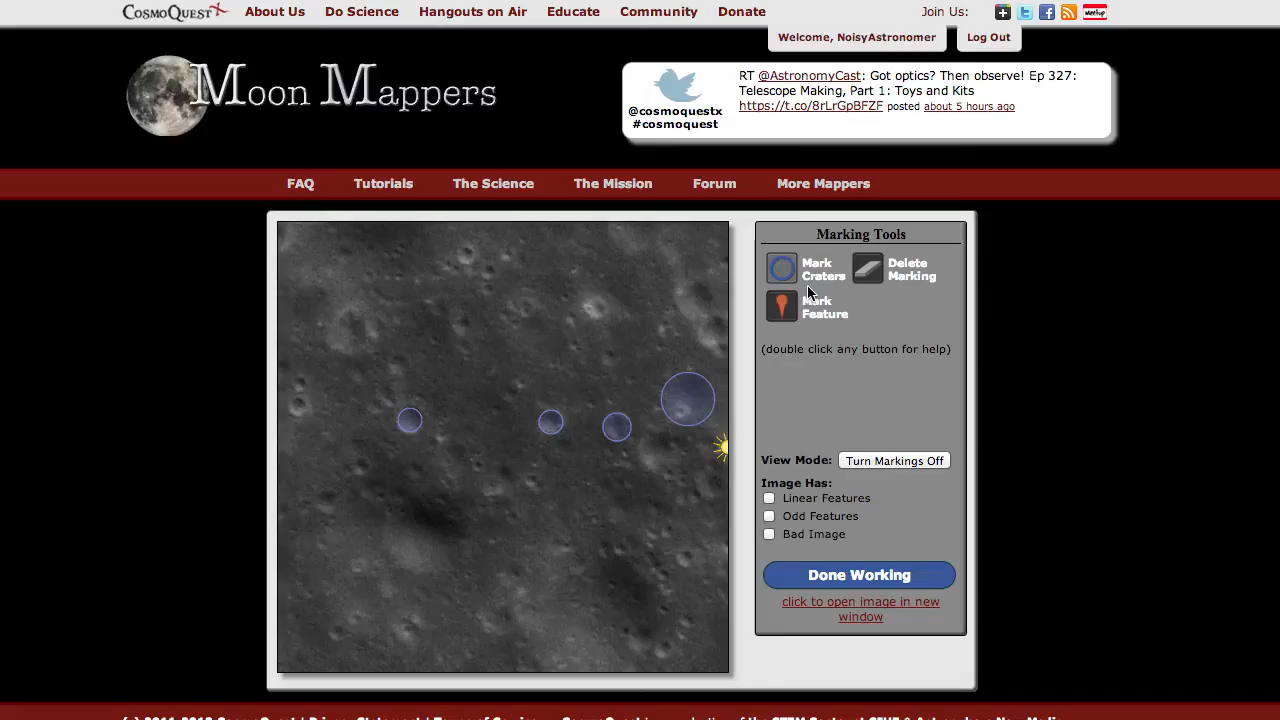 CosmoQuest About Us Do Science Hangouts on Air Educate Community Donate Join Us:
Welcome, NoisyAstronomer Log Out
Moon Mappers
@cosmoquestx
#cosmoquest
RT @AstronomyCast: Got optics? Then observe! Ep 327:
Telescope Making, Part 1: Toys and Kits
https://t.co/8rLrGpBFZF posted about 5 hours ago
FAQ Tutorials The Science The Mission Forum More Mappers
Marking Tools
Mark
Craters
Delete
Marking
Mark
Feature
(double click any button for help)
View Mode: Turn Markings Off
Image Has:
Linear Features
Odd Features
Bad Image
Done Working
click to open image in new
window